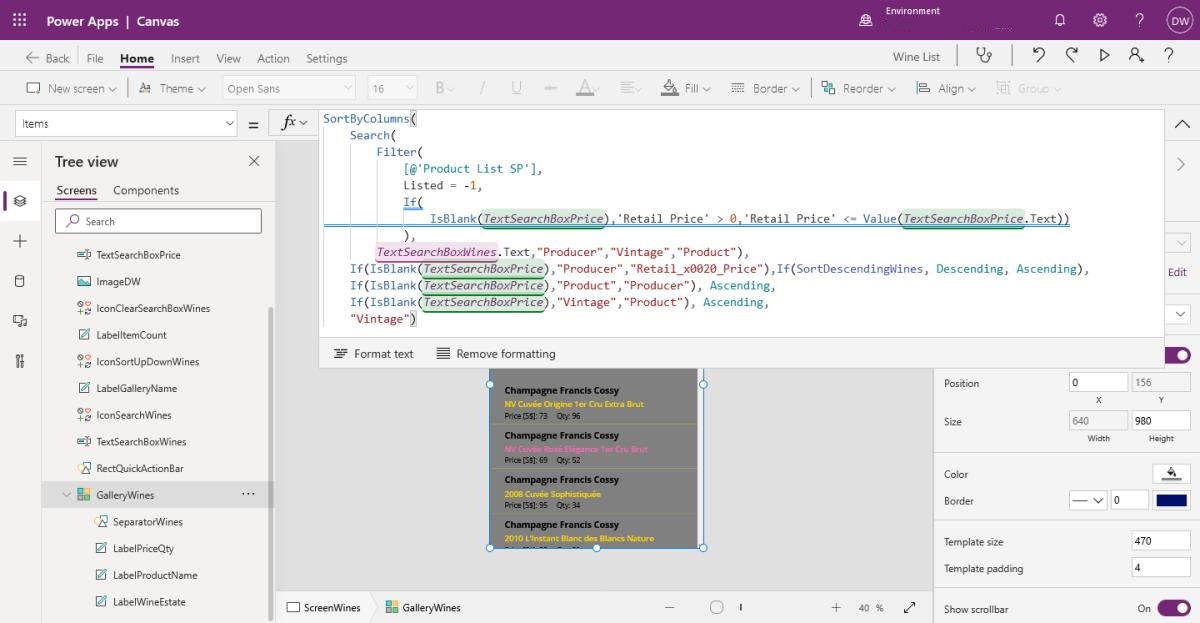 Power Apps | Canvas
Environment
DW
Back File Home Insert View Action Settings
Wine List
New screen Theme Open Sans 16 B / U abc A Fill Border Reorder Align Group
Items = fx
SortByColumns(
Search(
Filter(
[@'Product List SP'],
Listed = -1,
If(
IsBlank(TextSearchBoxPrice),'Retail Price' > 0,'Retail Price' <= Value(TextSearchBoxPrice.Text))
),
TextSearchBoxWines.Text,"Producer","Vintage","Product"),
If(IsBlank(TextSearchBoxPrice),"Producer","Retail_x0020_Price"),If(SortDescendingWines, Descending, Ascending),
If(IsBlank(TextSearchBoxPrice),"Product","Producer"), Ascending,
If(IsBlank(TextSearchBoxPrice),"Vintage","Product"), Ascending,
"Vintage")
Format text Remove formatting
Tree view
Screens Components
Search
TextSearchBoxPrice
ImageDW
IconClearSearchBoxWines
LabelItemCount
IconSortUpDownWines
LabelGalleryName
IconSearchWines
TextSearchBoxWines
RectQuickActionBar
GalleryWines ...
SeparatorWines
LabelPriceQty
LabelProductName
LabelWineEstate
Champagne Francis Cossy
NV Cuvée Origine 1er Cru Extra Brut
Price [S$]: 73 Qty: 96
Champagne Francis Cossy
NV Cuvée Rosé Elégance 1er Cru Brut
Price [S$]: 69 Qty: 52
Champagne Francis Cossy
2008 Cuvée Sophistiquée
Price [S$]: 95 Qty: 34
Champagne Francis Cossy
2010 L'Instant Blanc des Blancs Nature
ScreenWines GalleryWines
40 %
Edit
Position 0 156
X Y
Size 640 980
Width Height
Color
Border 0
Template size 470
Template padding 4
Show scrollbar On